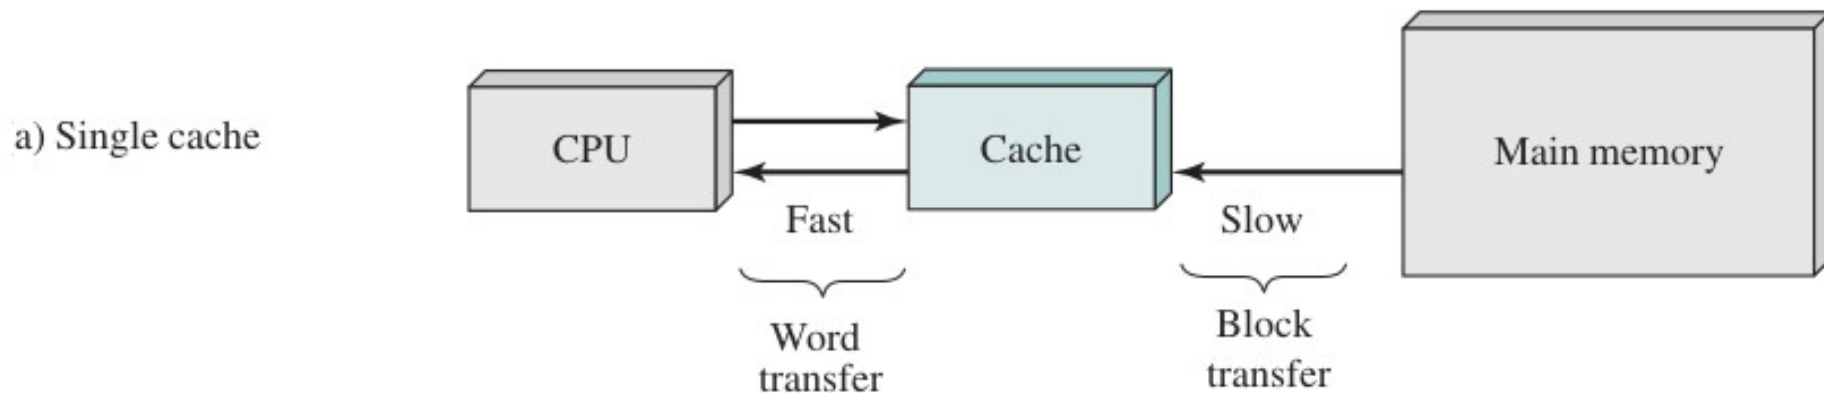 a) Single cache
CPU
Cache
Main memory
Fast
Slow
Word
transfer
Block
transfer